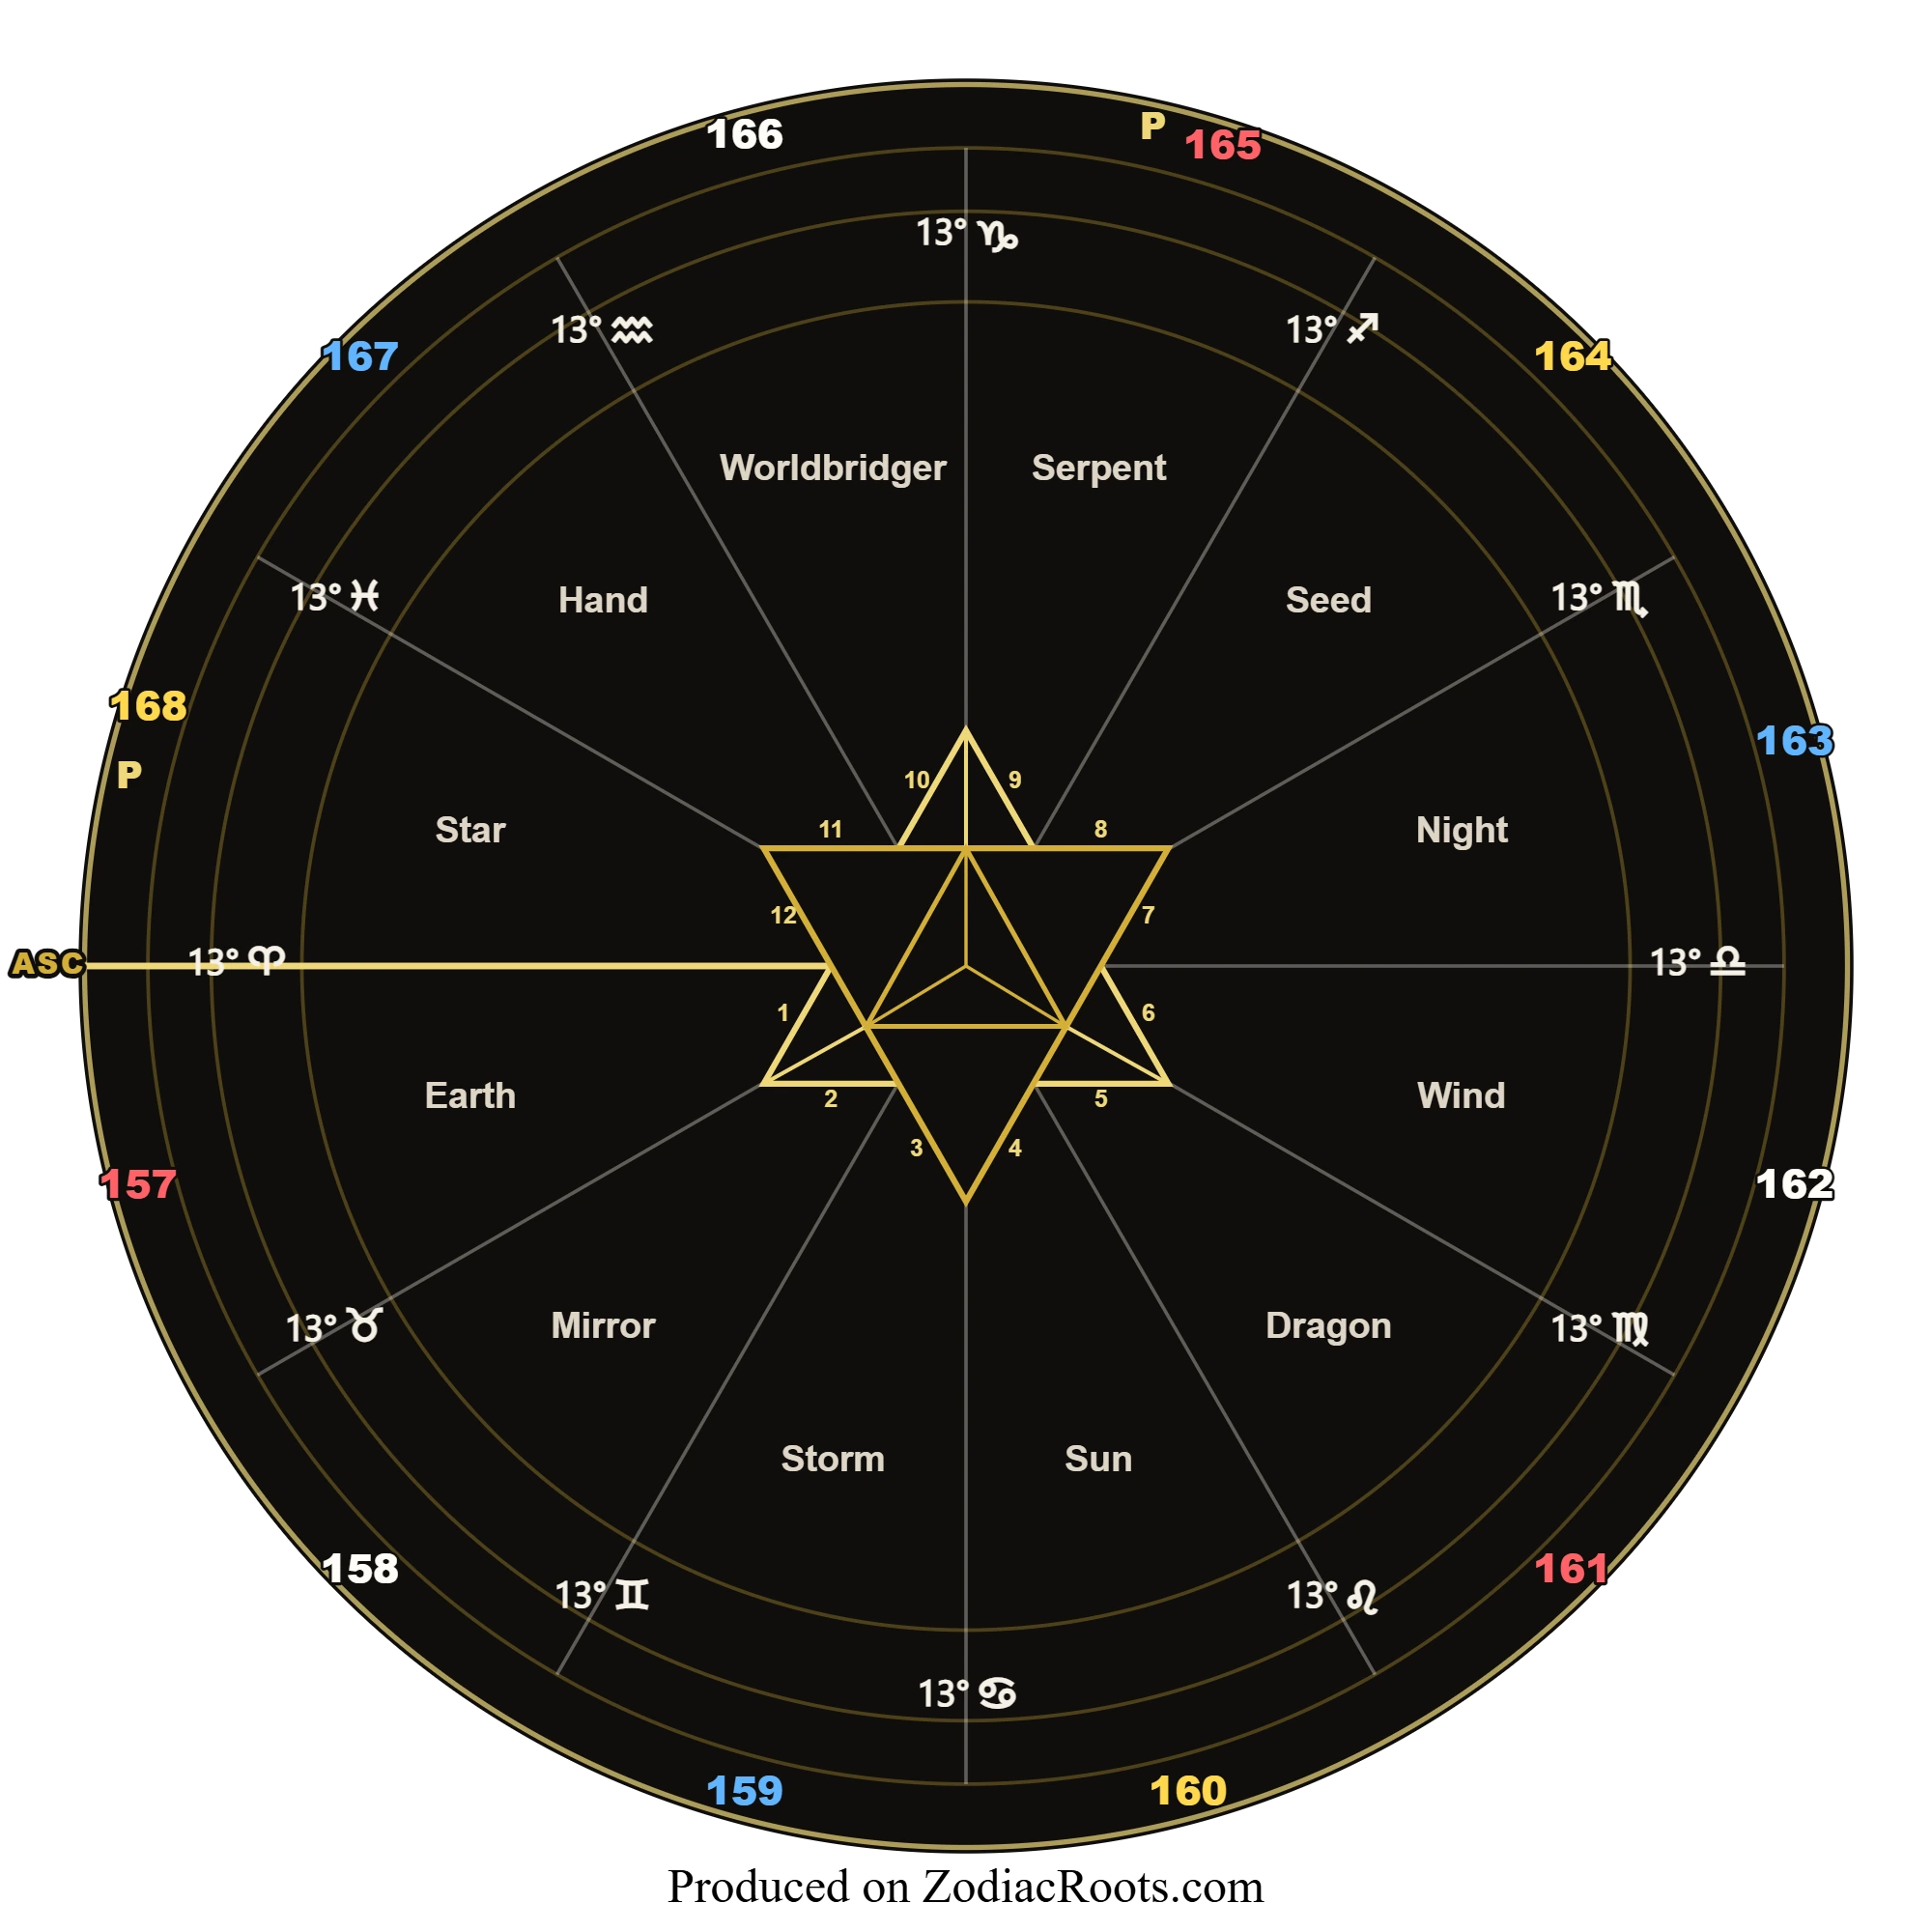 166
P
165
13° ♑
13° ♒
13° ♐
167
164
Worldbridger
Serpent
13° ♓
Hand
Seed
13° ♏
168
P
163
10
9
Star
11
8
Night
12
7
ASC
13° ♈
13° ♎
1
6
Earth
2
5
Wind
3
4
157
162
13° ♉
Mirror
Dragon
13° ♍
Storm
Sun
158
161
13° ♊
13° ♌
13° ♋
159
160
Produced on ZodiacRoots.com